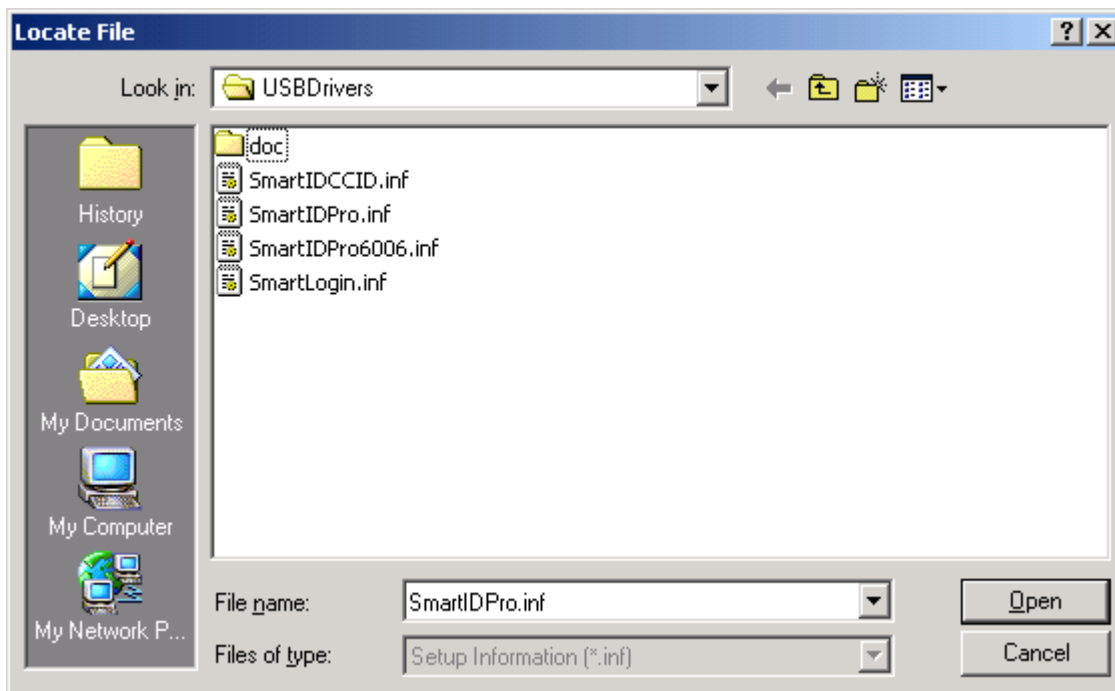 Locate File
Look in: USBDrivers
History
Desktop
My Documents
My Computer
My Network P...
doc
SmartIDCCID.inf
SmartIDPro.inf
SmartIDPro6006.inf
SmartLogin.inf
File name: SmartIDPro.inf Open
Files of type: Setup Information (*.inf) Cancel